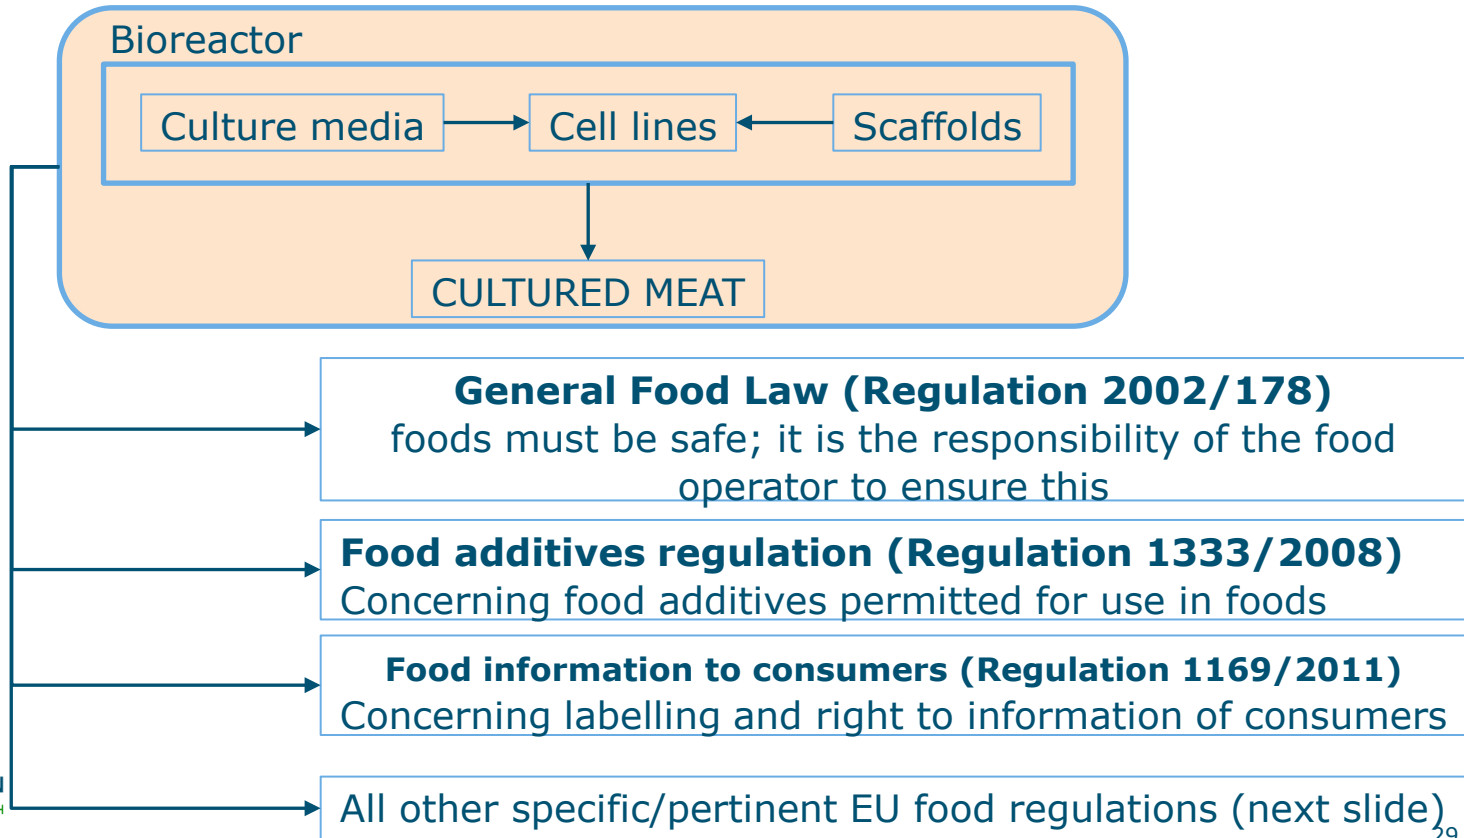 Bioreactor
Culture media
Cell lines
Scaffolds
CULTURED MEAT
General Food Law (Regulation 2002/178)
foods must be safe; it is the responsibility of the food
operator to ensure this
Food additives regulation (Regulation 1333/2008)
Concerning food additives permitted for use in foods
Food information to consumers (Regulation 1169/2011)
Concerning labelling and right to information of consumers
All other specific/pertinent EU food regulations (next slide)
29